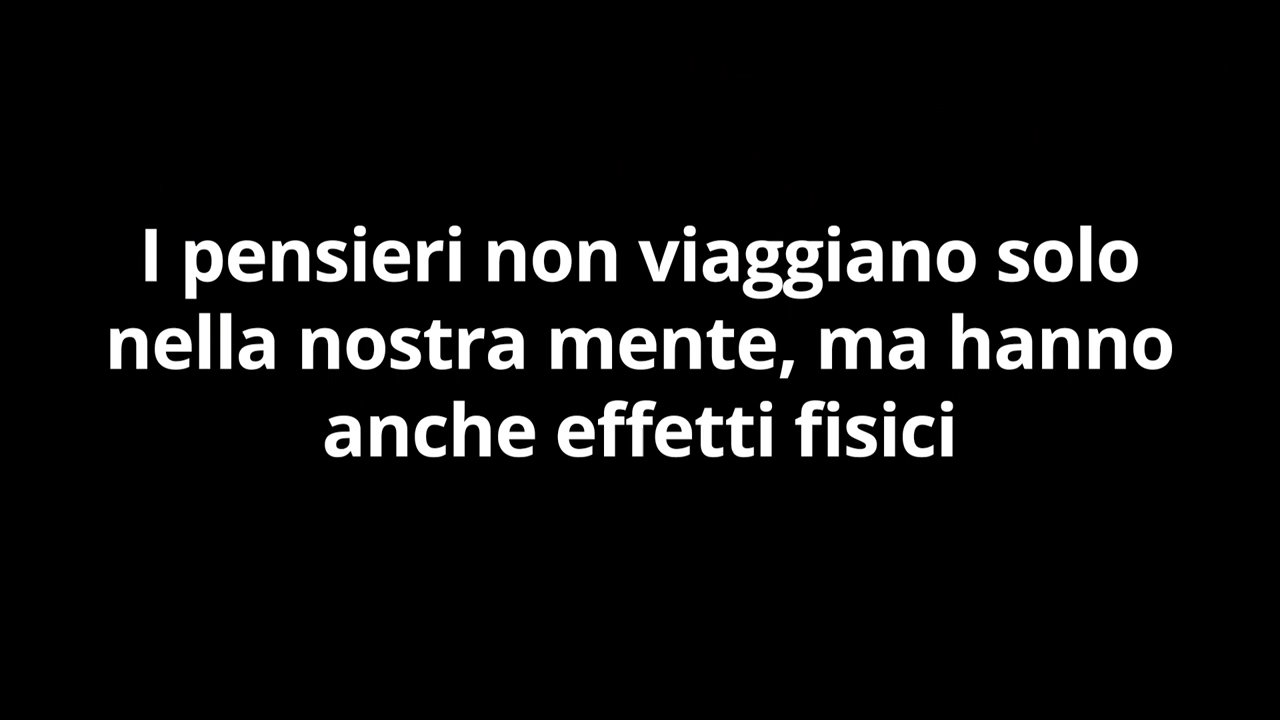 I pensieri non viaggiano solo
nella nostra mente, ma hanno
anche effetti fisici